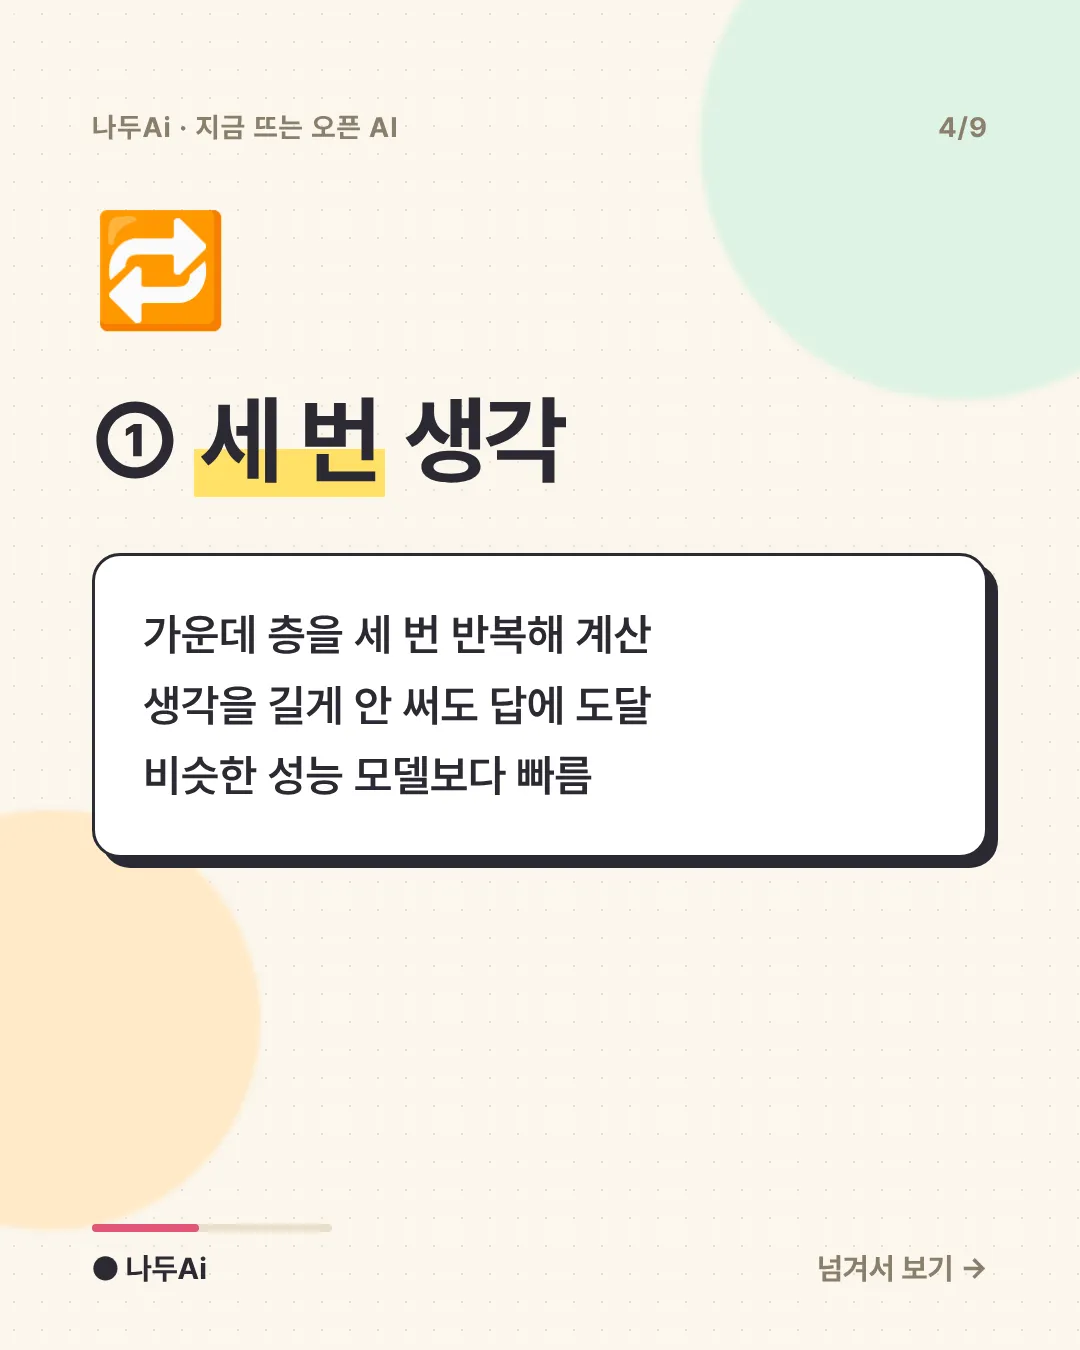 나두Ai · 지금 뜨는 오픈 AI
4/9
① 세 번 생각
가운데 층을 세 번 반복해 계산
생각을 길게 안 써도 답에 도달
비슷한 성능 모델보다 빠름
● 나두Ai
넘겨서 보기 →